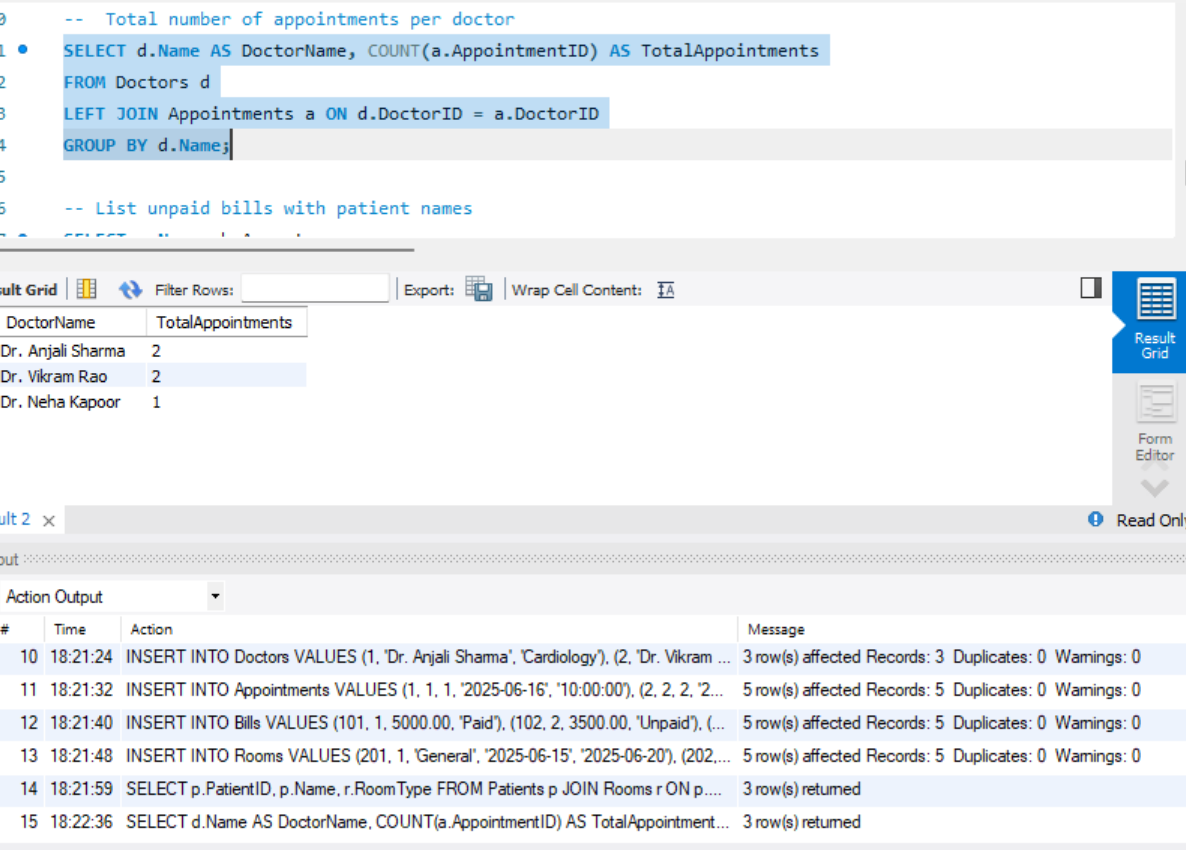 0 -- Total number of appointments per doctor
1 SELECT d.Name AS DoctorName, COUNT(a.AppointmentID) AS TotalAppointments
2 FROM Doctors d
3 LEFT JOIN Appointments a ON d.DoctorID = a.DoctorID
4 GROUP BY d.Name;
5
6 -- List unpaid bills with patient names
sult Grid Filter Rows: Export: Wrap Cell Content:
DoctorName TotalAppointments
Dr. Anjali Sharma 2
Dr. Vikram Rao 2
Dr. Neha Kapoor 1
Result Grid
Form Editor
ult 2 Read Only
out
Action Output
# Time Action Message
10 18:21:24 INSERT INTO Doctors VALUES (1, 'Dr. Anjali Sharma', 'Cardiology'), (2, 'Dr. Vikram ... 3 row(s) affected Records: 3 Duplicates: 0 Warnings: 0
11 18:21:32 INSERT INTO Appointments VALUES (1, 1, 1, '2025-06-16', '10:00:00'), (2, 2, 2, '2... 5 row(s) affected Records: 5 Duplicates: 0 Warnings: 0
12 18:21:40 INSERT INTO Bills VALUES (101, 1, 5000.00, 'Paid'), (102, 2, 3500.00, 'Unpaid'), (... 5 row(s) affected Records: 5 Duplicates: 0 Warnings: 0
13 18:21:48 INSERT INTO Rooms VALUES (201, 1, 'General', '2025-06-15', '2025-06-20'), (202,... 5 row(s) affected Records: 5 Duplicates: 0 Warnings: 0
14 18:21:59 SELECT p.PatientID, p.Name, r.RoomType FROM Patients p JOIN Rooms r ON p.... 3 row(s) returned
15 18:22:36 SELECT d.Name AS DoctorName, COUNT(a.AppointmentID) AS TotalAppointment... 3 row(s) returned